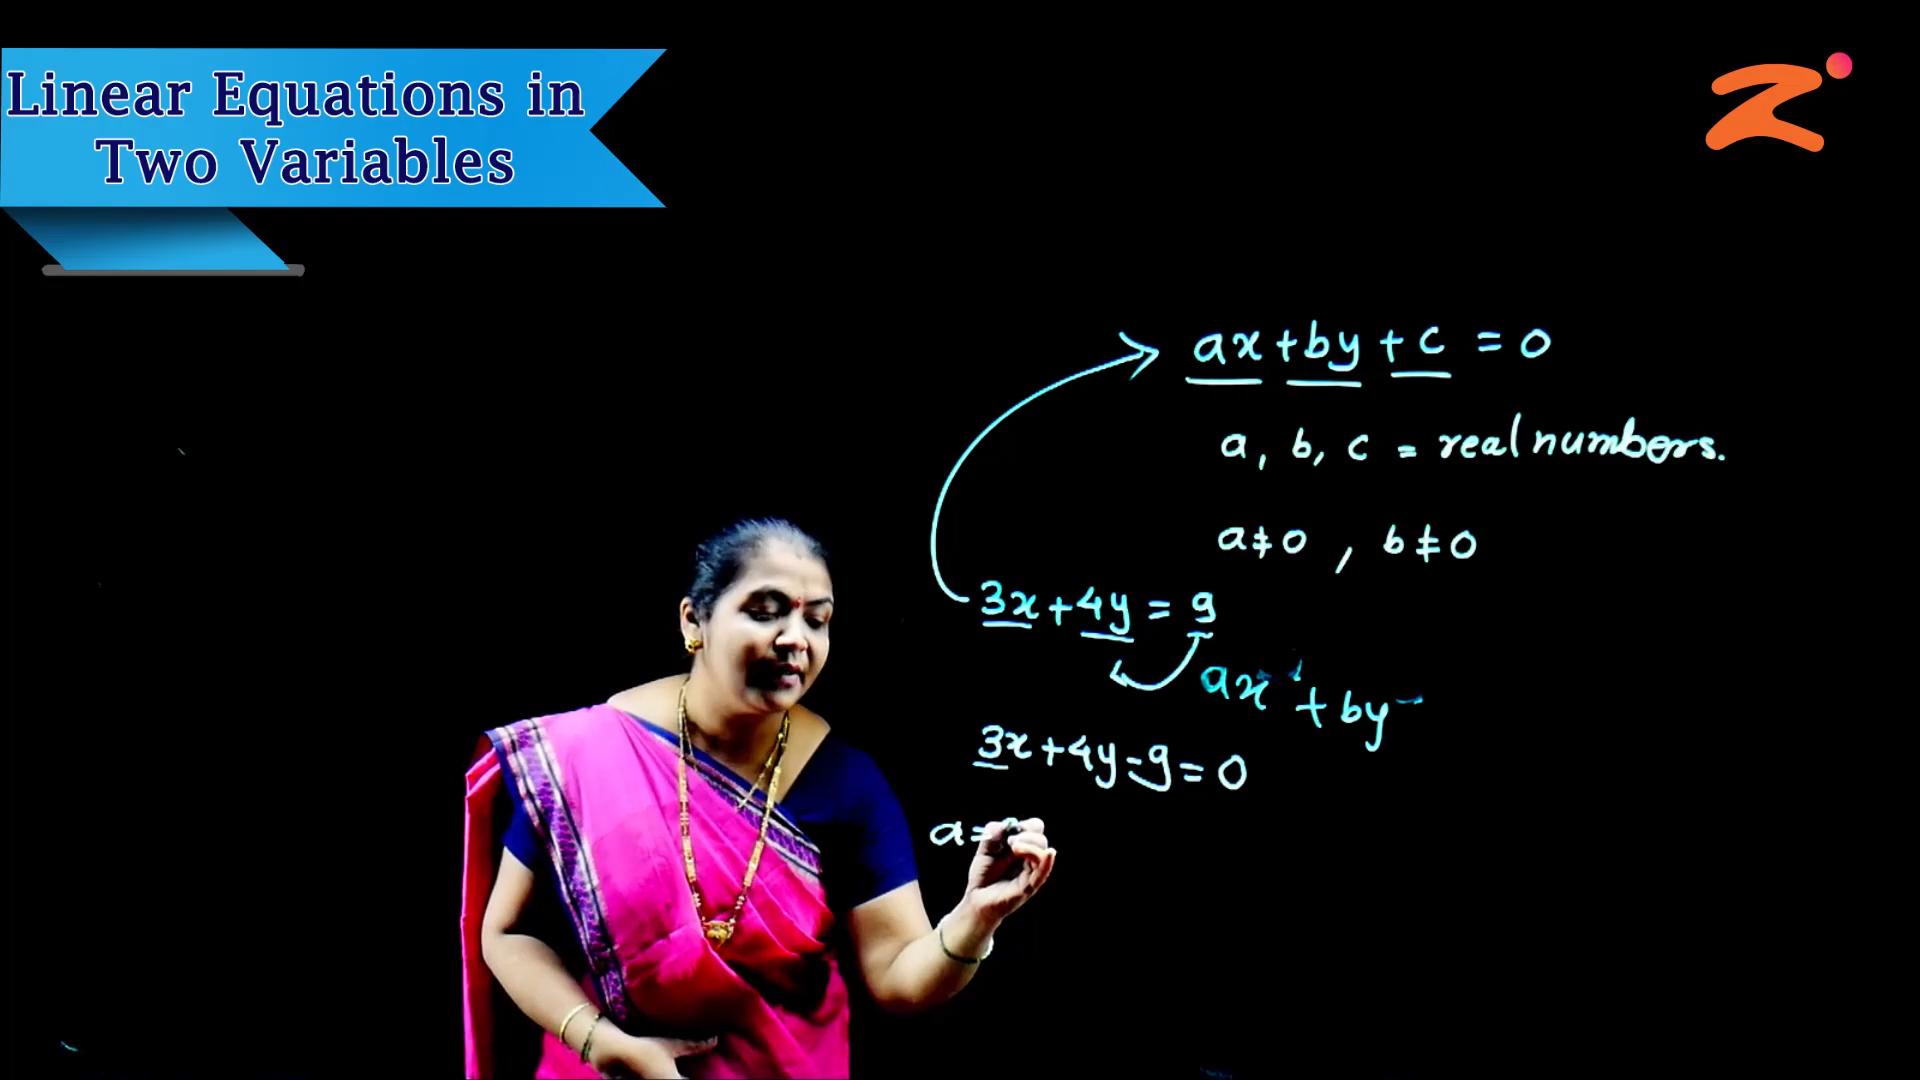 Linear Equations in
Two Variables
ax + by + c = 0
a, b, c = real numbers.
a ≠ 0 , b ≠ 0
3x + 4y = 9
ax¹ + by
3x + 4y - 9 = 0
a =